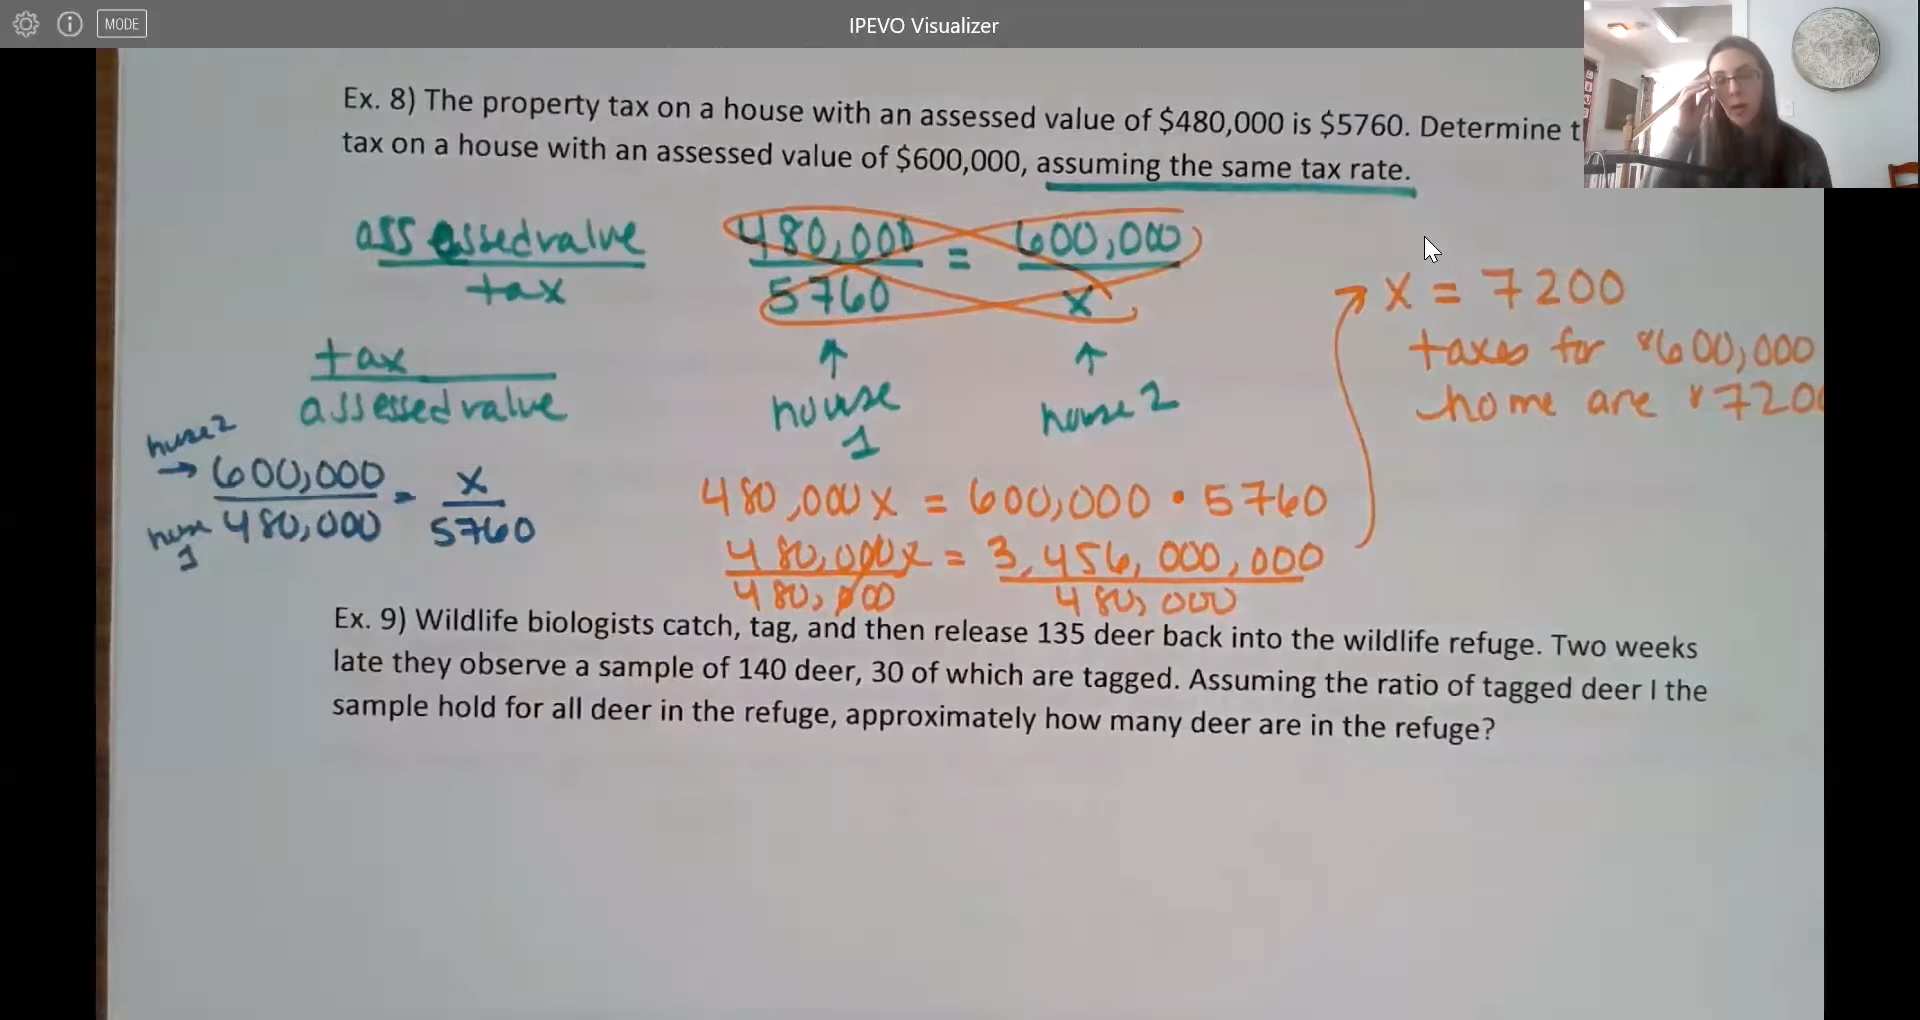 MODE
IPEVO Visualizer
Ex. 8) The property tax on a house with an assessed value of $480,000 is $5760. Determine t
tax on a house with an assessed value of $600,000, assuming the same tax rate.
assessed value
tax
480,000
5760
=
600,000
x
x = 7200
taxes for $600,000
home are $7200
tax
assessed value
↑
house
1
↑
house 2
house 2
→ 600,000
house 1
480,000
=
x
5760
480,000x = 600,000 • 5760
480,000x = 3,456,000,000
480,000
480,000
Ex. 9) Wildlife biologists catch, tag, and then release 135 deer back into the wildlife refuge. Two weeks
late they observe a sample of 140 deer, 30 of which are tagged. Assuming the ratio of tagged deer I the
sample hold for all deer in the refuge, approximately how many deer are in the refuge?